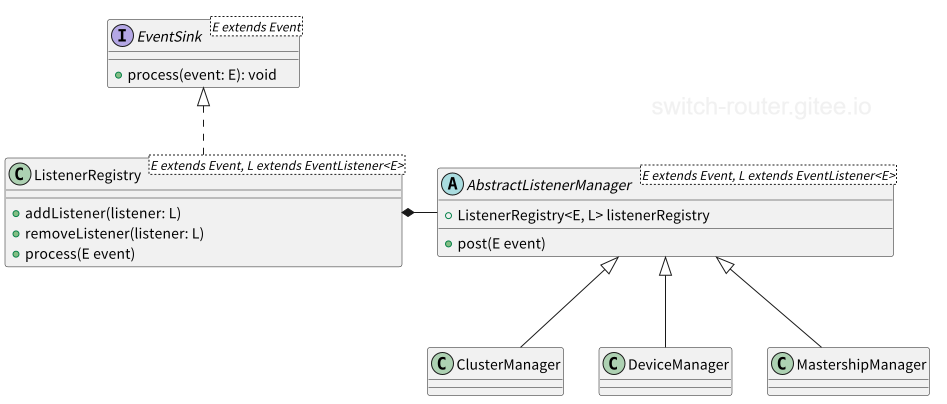 I
EventSink
E extends Event
process(event: E): void
switch-router.gitee.io
C
ListenerRegistry
E extends Event, L extends EventListener<E>
addListener(listener: L)
removeListener(listener: L)
process(E event)
A
AbstractListenerManager
E extends Event, L extends EventListener<E>
ListenerRegistry<E, L> listenerRegistry
post(E event)
C
ClusterManager
C
DeviceManager
C
MastershipManager